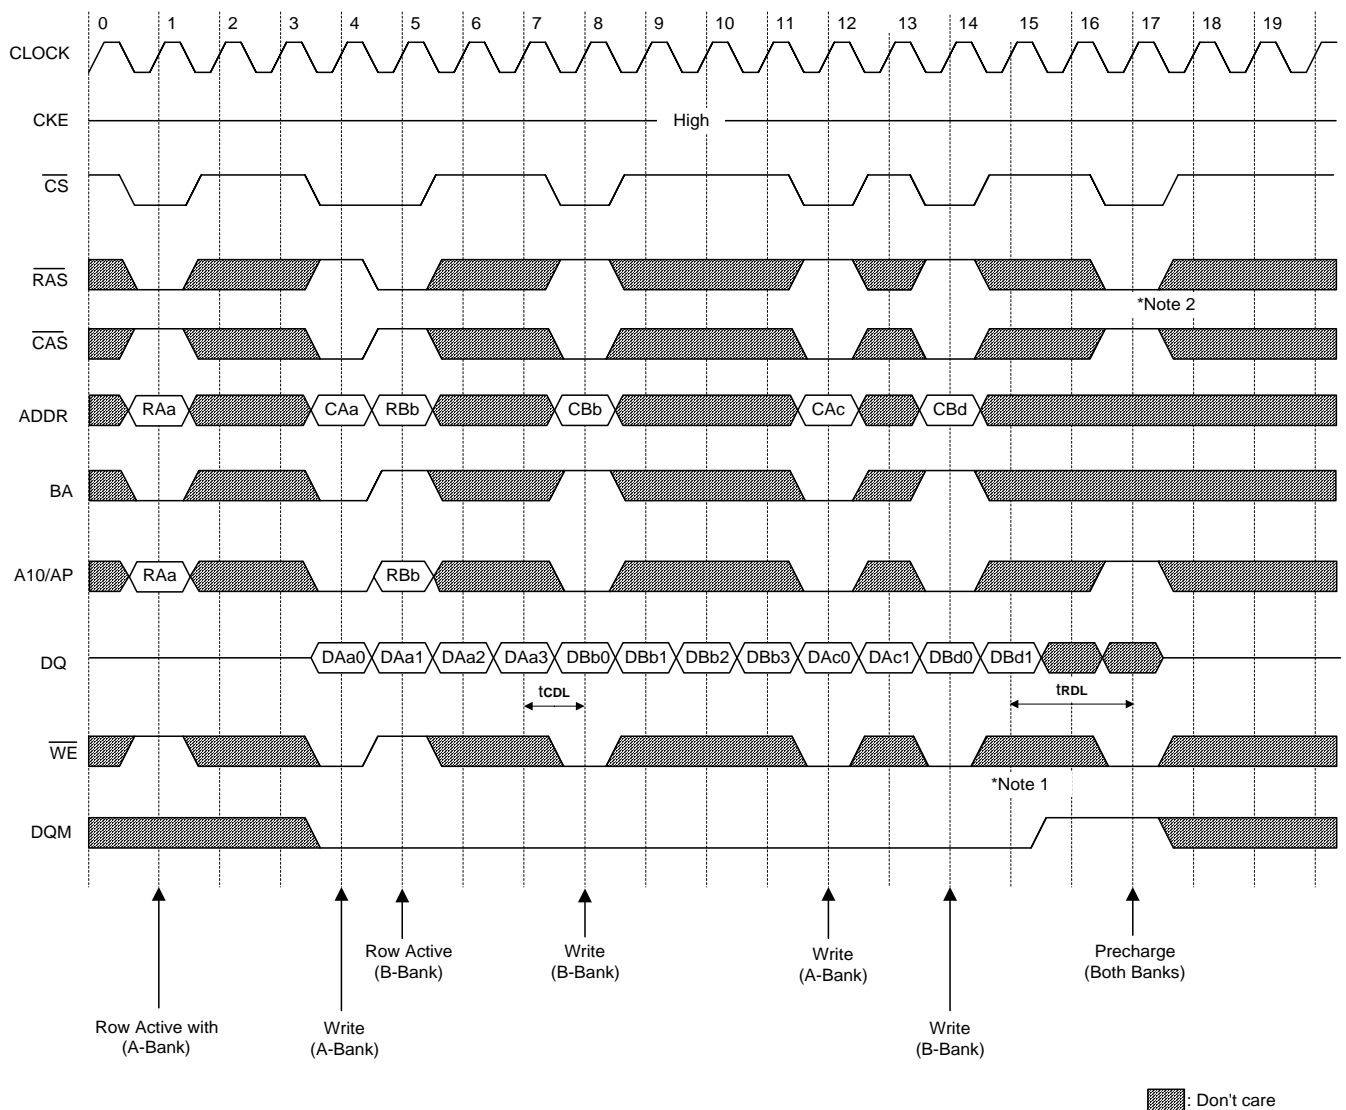 0 1 2 3 4 5 6 7 8 9 10 11 12 13 14 15 16 17 18 19
CLOCK
CKE
High
CS
RAS
*Note 2
CAS
ADDR
RAa CAa RBb CBb CAc CBd
BA
A10/AP
RAa RBb
DQ
DAa0 DAa1 DAa2 DAa3 DBb0 DBb1 DBb2 DBb3 DAc0 DAc1 DBd0 DBd1
tCDL tRDL
WE
*Note 1
DQM
Row Active
(B-Bank)
Write
(B-Bank)
Write
(A-Bank)
Precharge
(Both Banks)
Row Active with
(A-Bank)
Write
(A-Bank)
Write
(B-Bank)
: Don't care